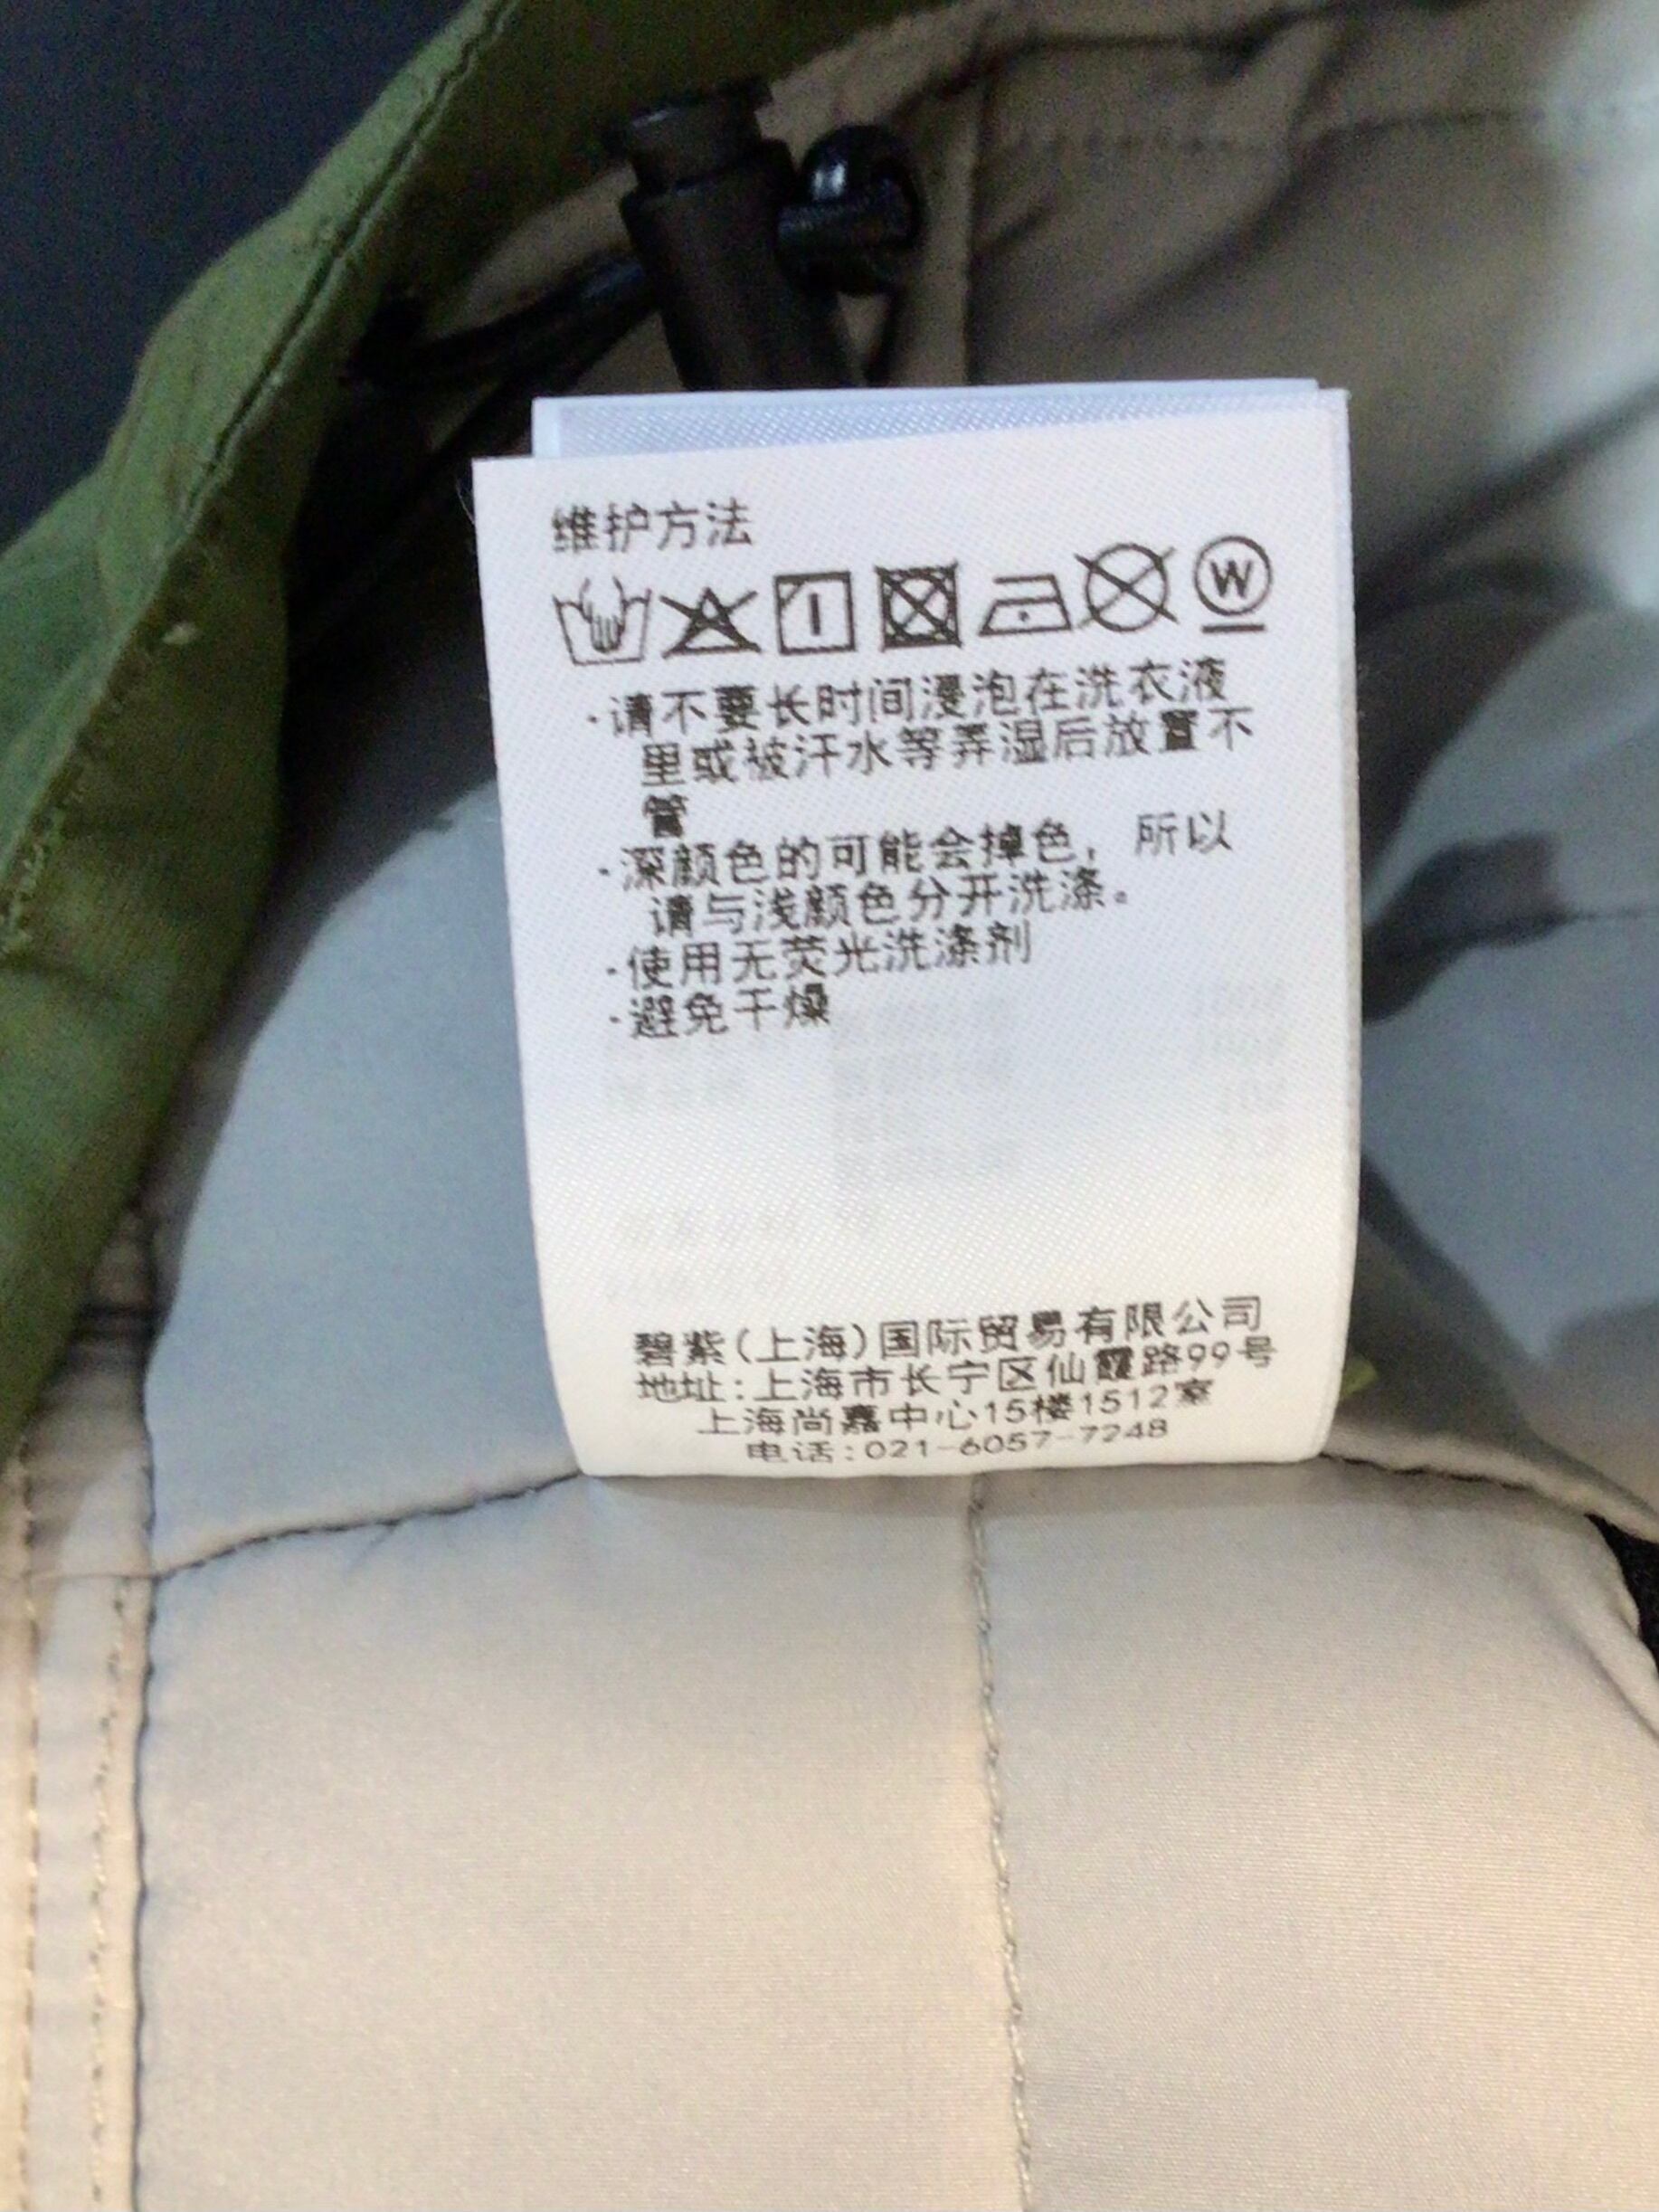 维护方法
W
·请不要长时间浸泡在洗衣液
里或被汗水等弄湿后放置不
管
·深颜色的可能会掉色，所以
请与浅颜色分开洗涤。
·使用无荧光洗涤剂
·避免干燥
碧紫(上海)国际贸易有限公司
地址:上海市长宁区仙霞路99号
上海尚嘉中心15楼1512室
电话:021-6057-7248